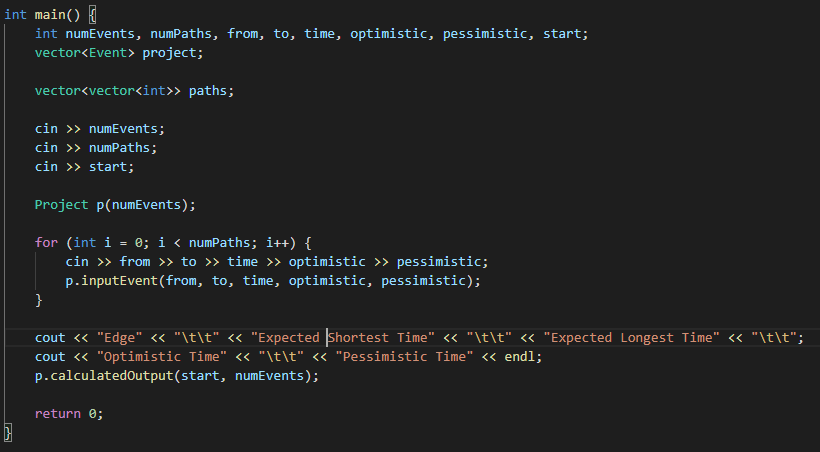 int main() {
    int numEvents, numPaths, from, to, time, optimistic, pessimistic, start;
    vector<Event> project;
    vector<vector<int>> paths;
    cin >> numEvents;
    cin >> numPaths;
    cin >> start;
    Project p(numEvents);
    for (int i = 0; i < numPaths; i++) {
        cin >> from >> to >> time >> optimistic >> pessimistic;
        p.inputEvent(from, to, time, optimistic, pessimistic);
    }
    cout << "Edge" << "\t\t" << "Expected Shortest Time" << "\t\t" << "Expected Longest Time" << "\t\t";
    cout << "Optimistic Time" << "\t\t" << "Pessimistic Time" << endl;
    p.calculatedOutput(start, numEvents);
    return 0;
}